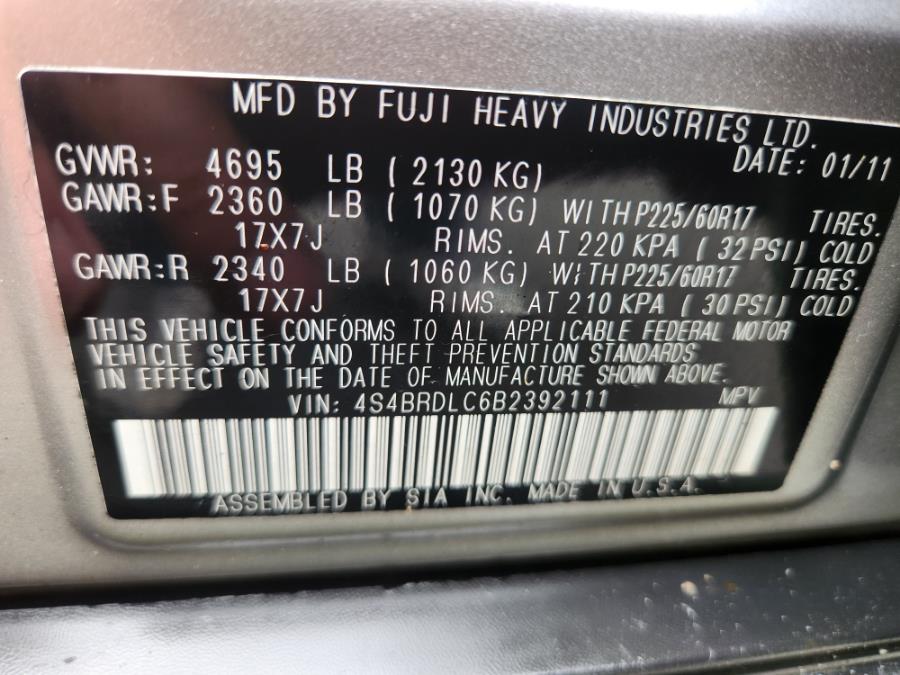 MFD BY FUJI HEAVY INDUSTRIES LTD.
DATE: 01/11
GVWR: 4695 LB ( 2130 KG)
GAWR:F 2360 LB ( 1070 KG) WITH P225/60R17 TIRES.
17X7J RIMS. AT 220 KPA ( 32 PSI) COLD
GAWR:R 2340 LB ( 1060 KG) WITH P225/60R17 TIRES.
17X7J RIMS. AT 210 KPA ( 30 PSI) COLD
THIS VEHICLE CONFORMS TO ALL APPLICABLE FEDERAL MOTOR
VEHICLE SAFETY AND THEFT PREVENTION STANDARDS
IN EFFECT ON THE DATE OF MANUFACTURE SHOWN ABOVE.
VIN: 4S4BRDLC6B2392111 MPV
ASSEMBLED BY SIA INC. MADE IN U.S.A.